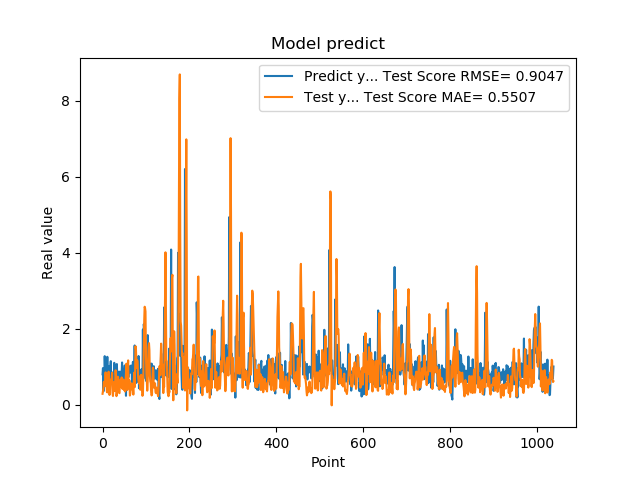 Model predict
Predict y... Test Score RMSE= 0.9047
Test y... Test Score MAE= 0.5507
8
6
4
2
0
Real value
0 200 400 600 800 1000
Point